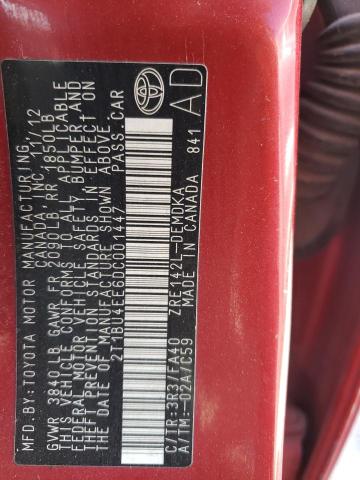 MFD.BY:TOYOTA MOTOR MANUFACTURING,
CANADA, INC. 11/12
GVWR 3840 LB GAWR FR 2090LB RR 1850LB
THIS VEHICLE CONFORMS TO ALL APPLICABLE
FEDERAL MOTOR VEHICLE SAFETY, BUMPER, AND
THEFT PREVENTION STANDARDS IN EFFECT ON
THE DATE OF MANUFACTURE SHOWN ABOVE.
2T1BU4EE6DC001447 PASS.CAR
C/TR:3R3/FA40 ZRE142L-DEMDKA
A/TM:-02A/C59 MADE IN CANADA 841
AD